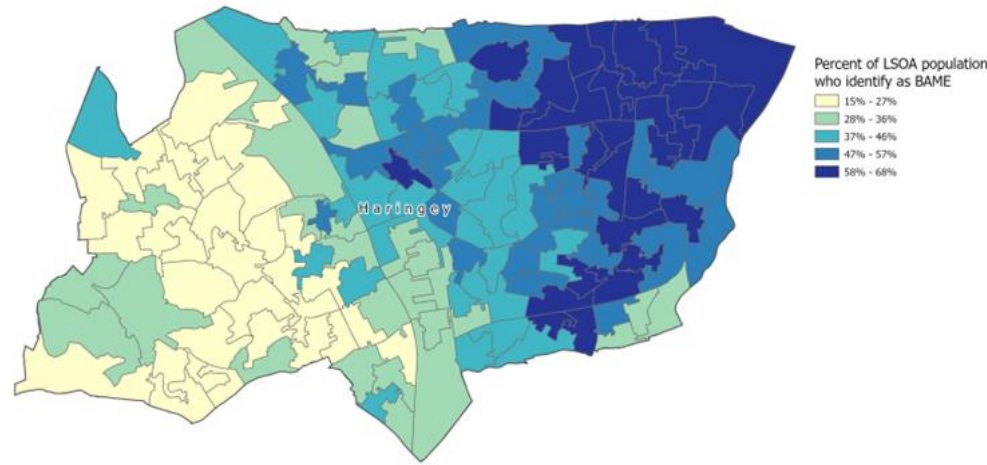 Percent of LSOA population
who identify as BAME
15% - 27%
28% - 36%
37% - 46%
47% - 57%
58% - 68%
Haringey